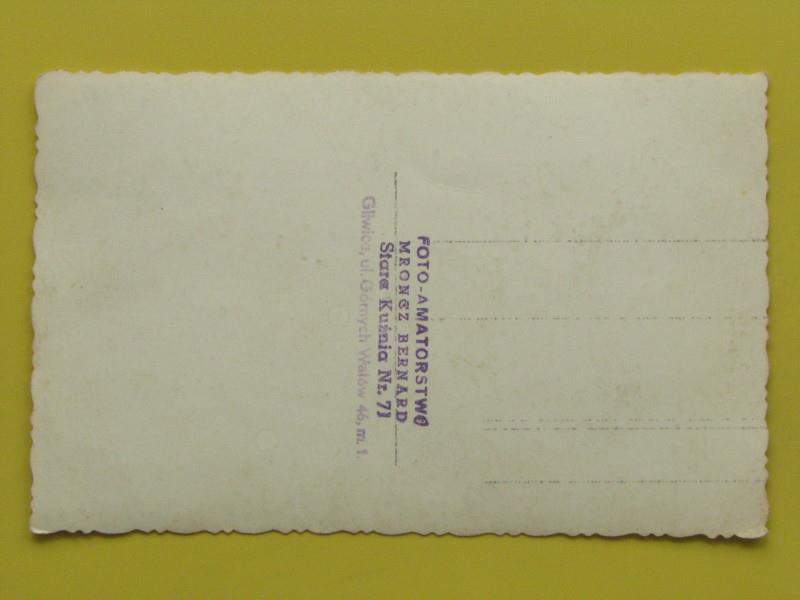 FOTO-AMATORSTWO
MRONCZ BERNARD
Stara Kuźnia Nr. 71
Gliwice, ul. Górnych Wałów 46, m. 1.